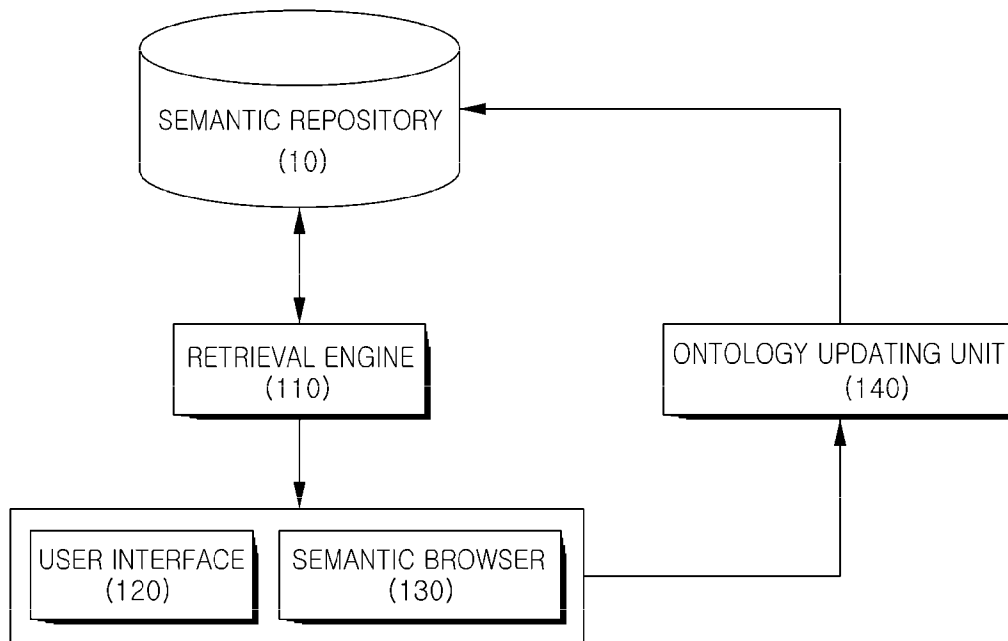 SEMANTIC REPOSITORY
(10)
RETRIEVAL ENGINE
(110)
ONTOLOGY UPDATING UNIT
(140)
USER INTERFACE
(120)
SEMANTIC BROWSER
(130)